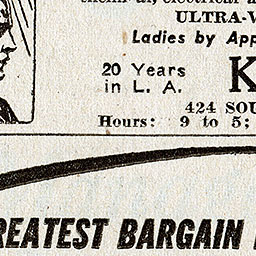 ULTRA-V
Ladies by App
20 Years
in L. A.
K
424 SOU
Hours: 9 to 5;
REATEST BARGAIN